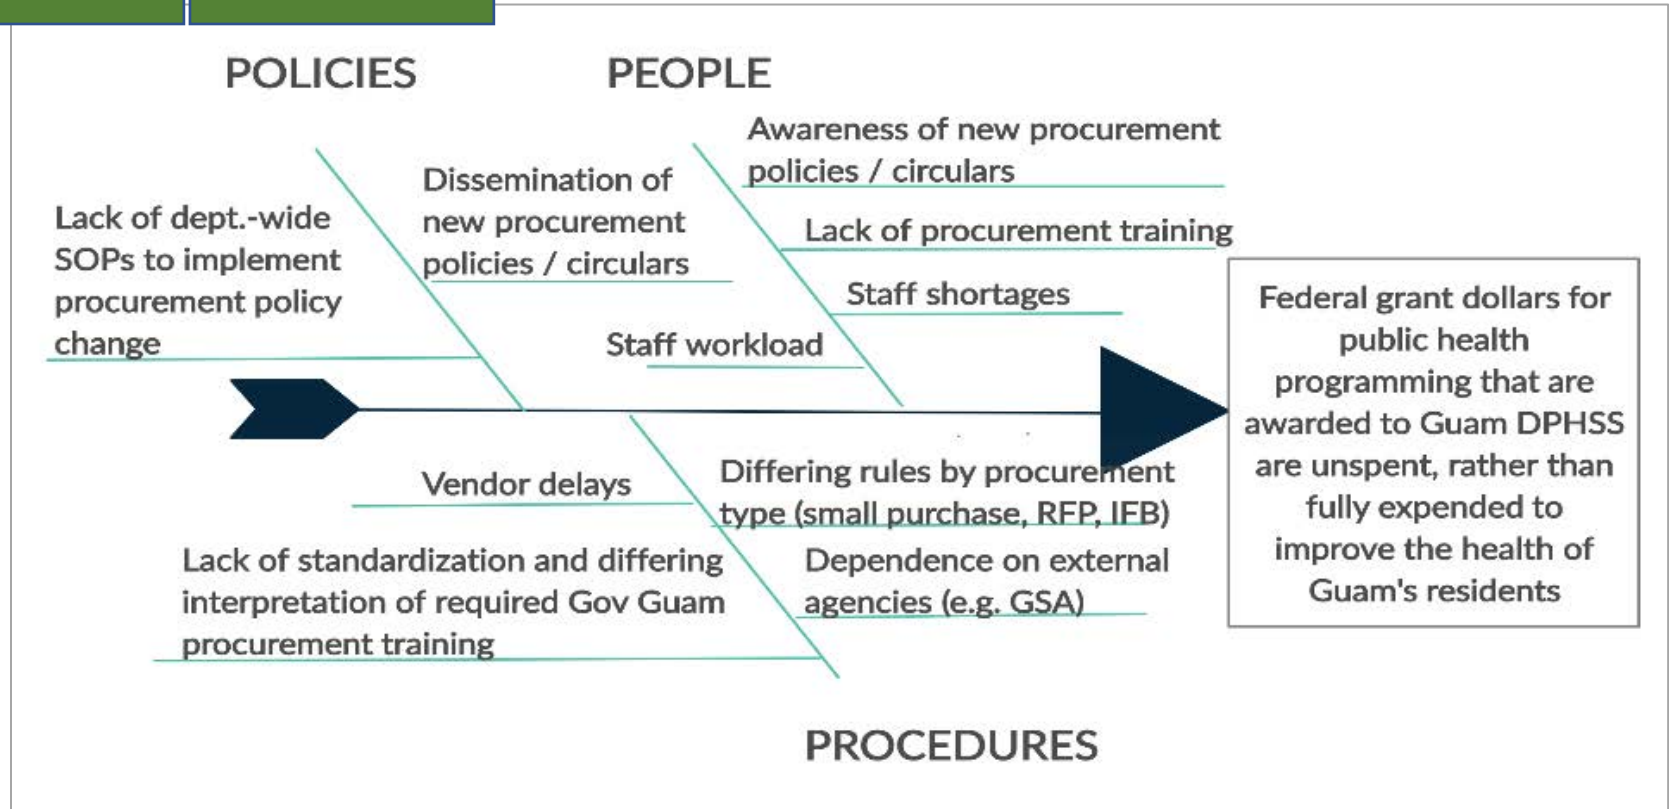 POLICIES
PEOPLE
Awareness of new procurement
policies / circulars
Dissemination of
new procurement
policies / circulars
Lack of dept.-wide
SOPs to implement
procurement policy
change
Lack of procurement training
Staff shortages
Staff workload
Federal grant dollars for
public health
programming that are
awarded to Guam DPHSS
are unspent, rather than
fully expended to
improve the health of
Guam's residents
Vendor delays
Differing rules by procurement
type (small purchase, RFP, IFB)
Lack of standardization and differing
interpretation of required Gov Guam
procurement training
Dependence on external
agencies (e.g. GSA)
PROCEDURES